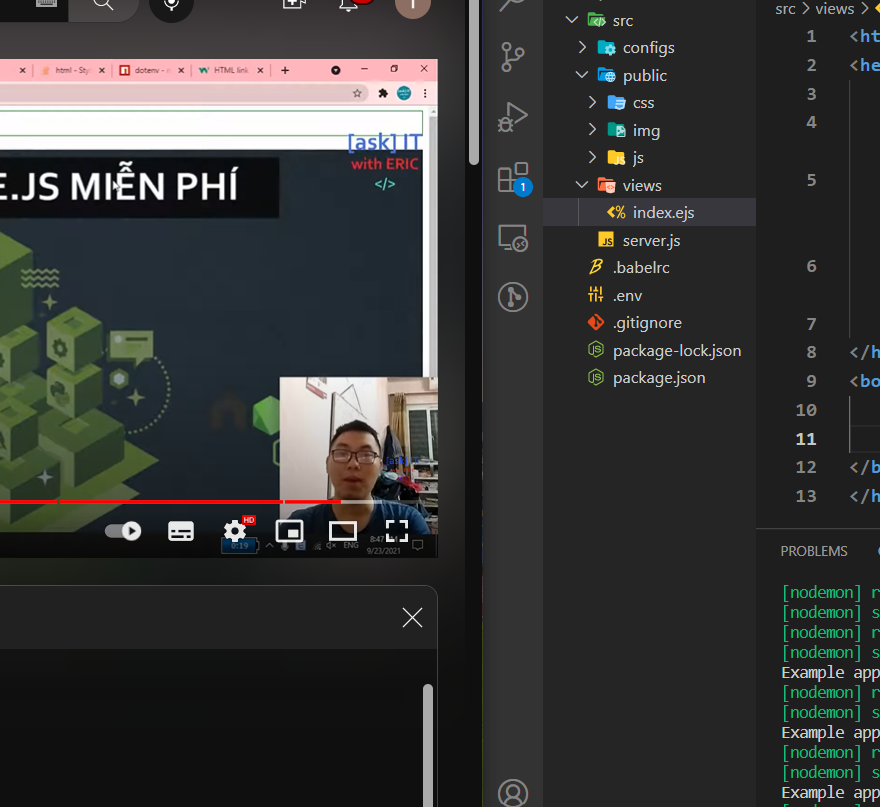 html - Sty
dotenv - n
HTML link
[ask] IT
with ERIC
</>
E.JS MIỄN PHÍ
HD
0:19
ENG
9/23/2021
src
configs
public
css
img
js
views
index.ejs
server.js
.babelrc
.env
.gitignore
package-lock.json
package.json
1
src > views >
1 <ht
2 <he
3
4
5
6
7
8 </h
9 <bo
10
11
12 </b
13 </h
PROBLEMS
[nodemon] r
[nodemon] s
[nodemon] r
[nodemon] s
Example app
[nodemon] r
[nodemon] s
Example app
[nodemon] r
[nodemon] s
Example app